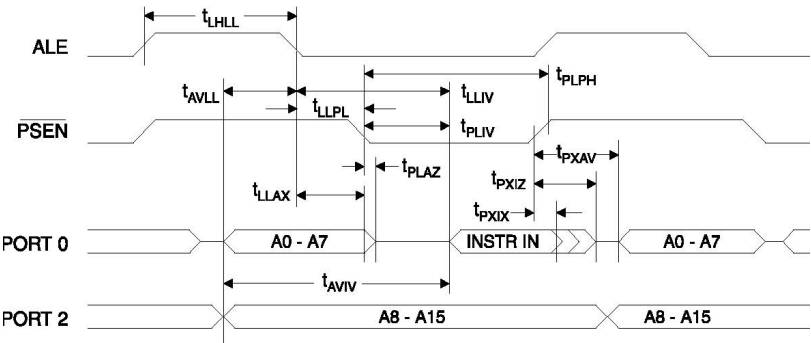 tLHLL
ALE
tPLPH
tAVLL
tLLIV
tLLPL
PSEN
tPLIV
tPXAV
tPLAZ
tLLAX
tPXIZ
tPXIX
PORT 0
A0 - A7
INSTR IN
A0 - A7
tAVIV
PORT 2
A8 - A15
A8 - A15